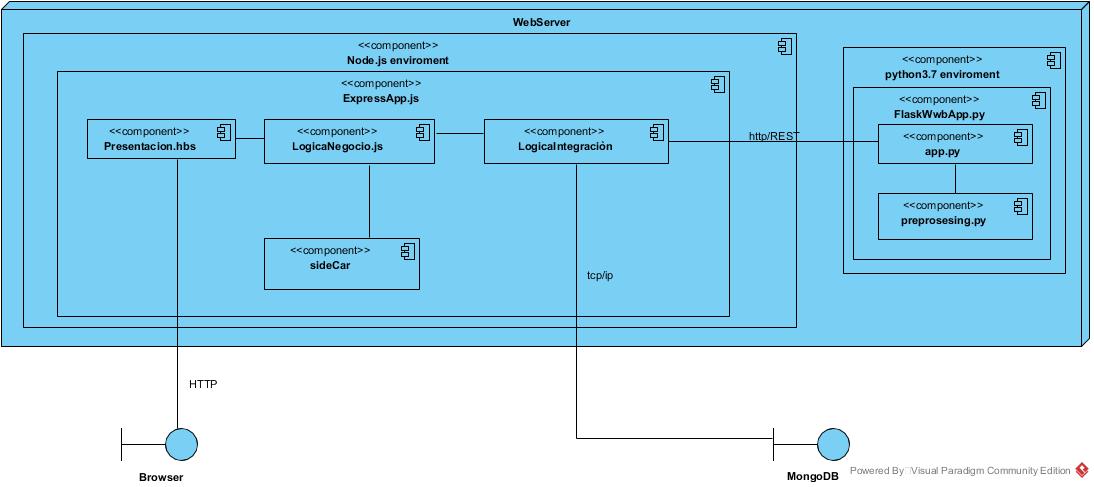 WebServer
<<component>>
Node.js enviroment
<<component>>
ExpressApp.js
<<component>>
Presentacion.hbs
<<component>>
LogicaNegocio.js
<<component>>
LogicaIntegración
<<component>>
sideCar
http/REST
<<component>>
python3.7 enviroment
<<component>>
FlaskWwbApp.py
<<component>>
app.py
<<component>>
preprosesing.py
tcp/ip
HTTP
Browser
MongoDB
Powered By Visual Paradigm Community Edition